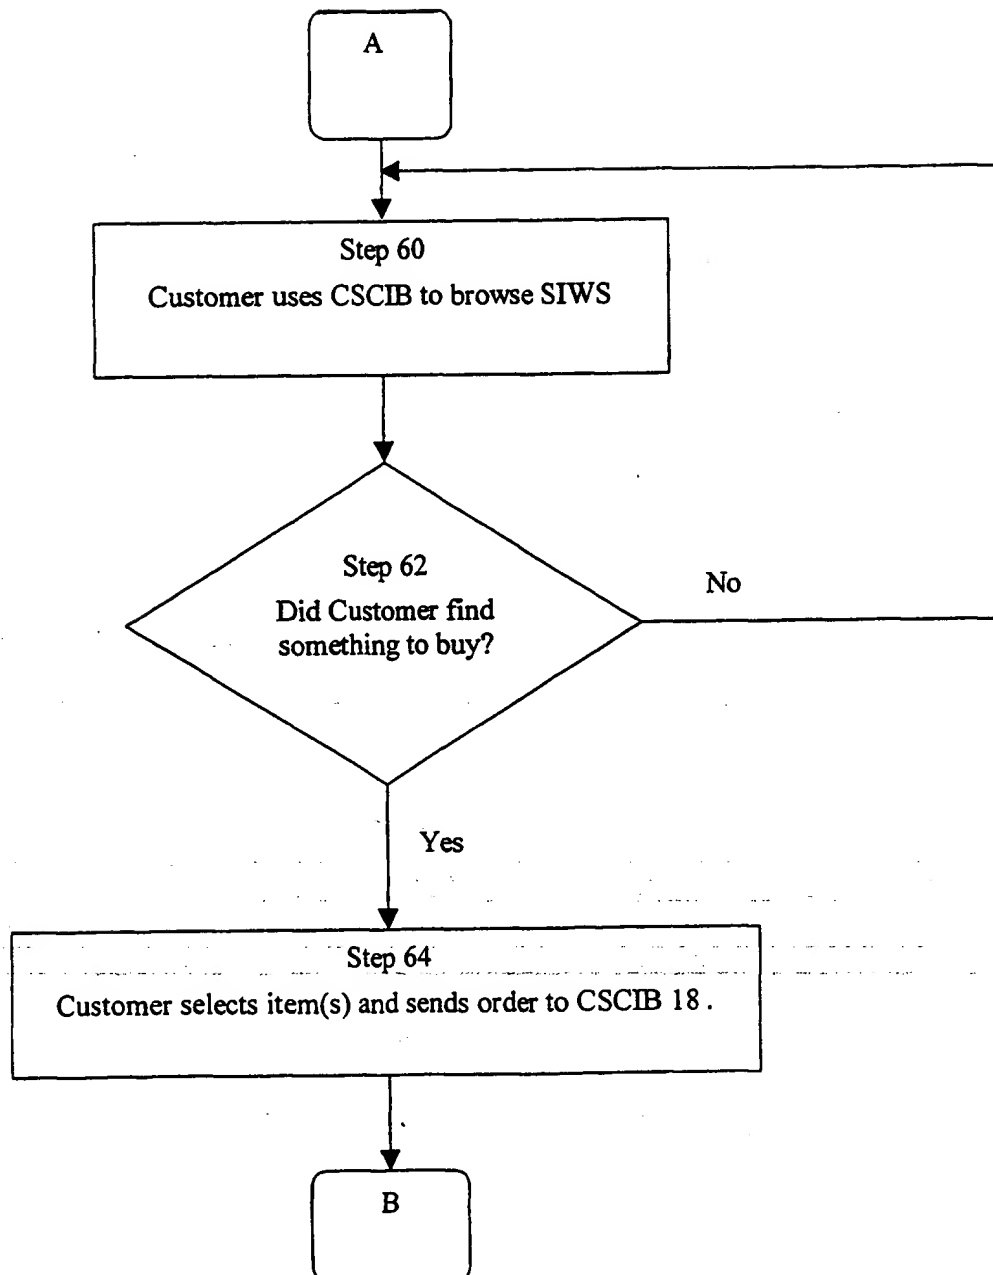 A
Step 60
Customer uses CSCIB to browse SIWS
Step 62
Did Customer find
something to buy?
No
Yes
Step 64
Customer selects item(s) and sends order to CSCIB 18 .
B